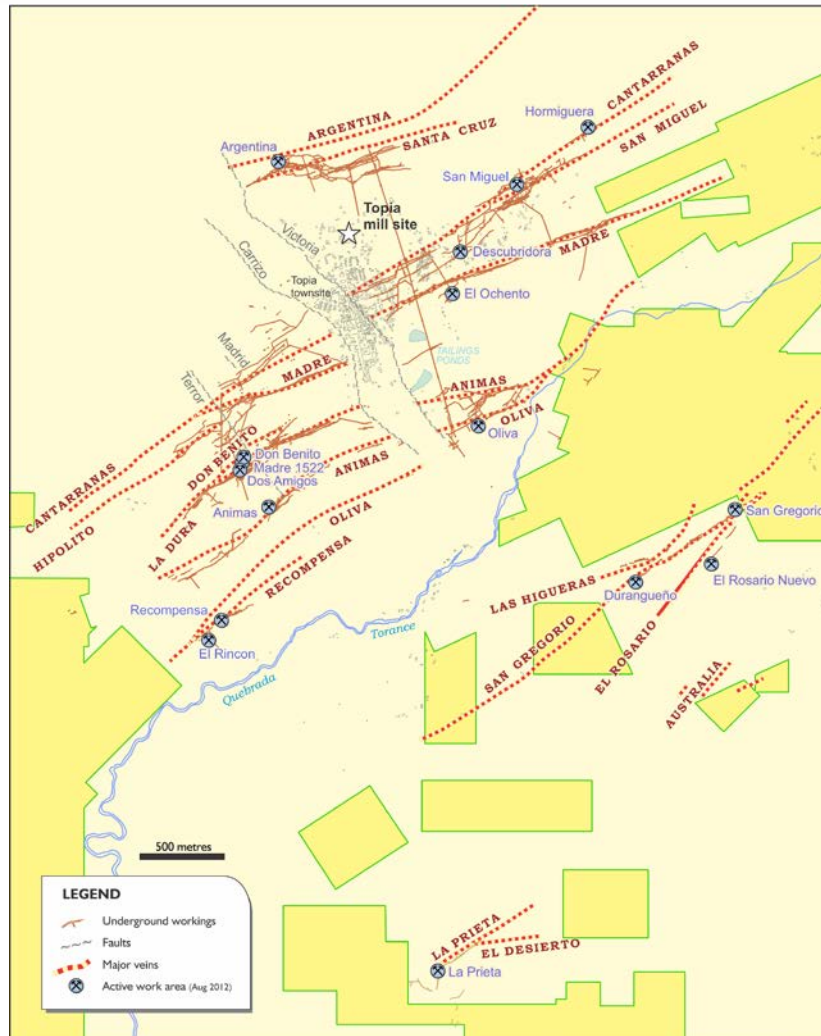 CANTARRANAS
Hormiguera
ARGENTINA
SANTA CRUZ
SAN MIGUEL
Argentina
San Miguel
Topia
mill site
Victoria
Descubridora
MADRE
Carrizo
Topia
townsite
El Ochento
Madrid
TAILINGS
PONDS
Terror
MADRE
ANIMAS
OLIVA
Oliva
DON BENITO
Don Benito
Madre 1522
Dos Amigos
ANIMAS
CANTARRANAS
Animas
OLIVA
San Gregorio
HIPOLITO
LA DURA
RECOMPENSA
El Rosario Nuevo
LAS HIGUERAS
Durangueño
Recompensa
El Rincon
Torance
Quebrada
SAN GREGORIO
EL ROSARIO
AUSTRALIA
500 metres
LEGEND
Underground workings
Faults
Major veins
Active work area (Aug 2012)
LA PRIETA
EL DESIERTO
La Prieta